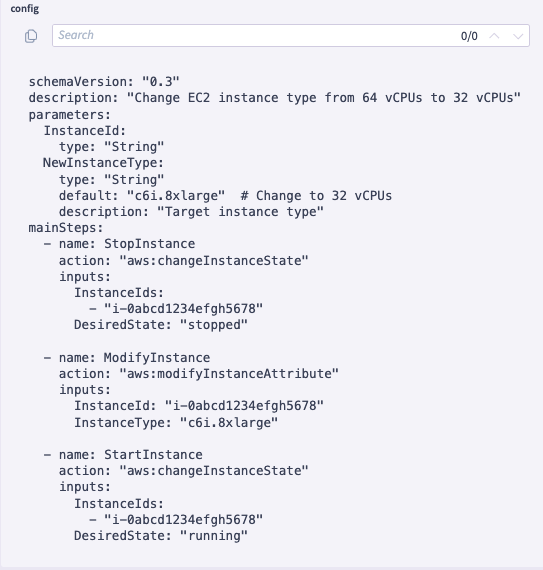 config
Search
0/0
schemaVersion: "0.3"
description: "Change EC2 instance type from 64 vCPUs to 32 vCPUs"
parameters:
  InstanceId:
    type: "String"
  NewInstanceType:
    type: "String"
    default: "c6i.8xlarge"  # Change to 32 vCPUs
    description: "Target instance type"
mainSteps:
  - name: StopInstance
    action: "aws:changeInstanceState"
    inputs:
      InstanceIds:
        - "i-0abcd1234efgh5678"
      DesiredState: "stopped"

  - name: ModifyInstance
    action: "aws:modifyInstanceAttribute"
    inputs:
      InstanceId: "i-0abcd1234efgh5678"
      InstanceType: "c6i.8xlarge"

  - name: StartInstance
    action: "aws:changeInstanceState"
    inputs:
      InstanceIds:
        - "i-0abcd1234efgh5678"
      DesiredState: "running"